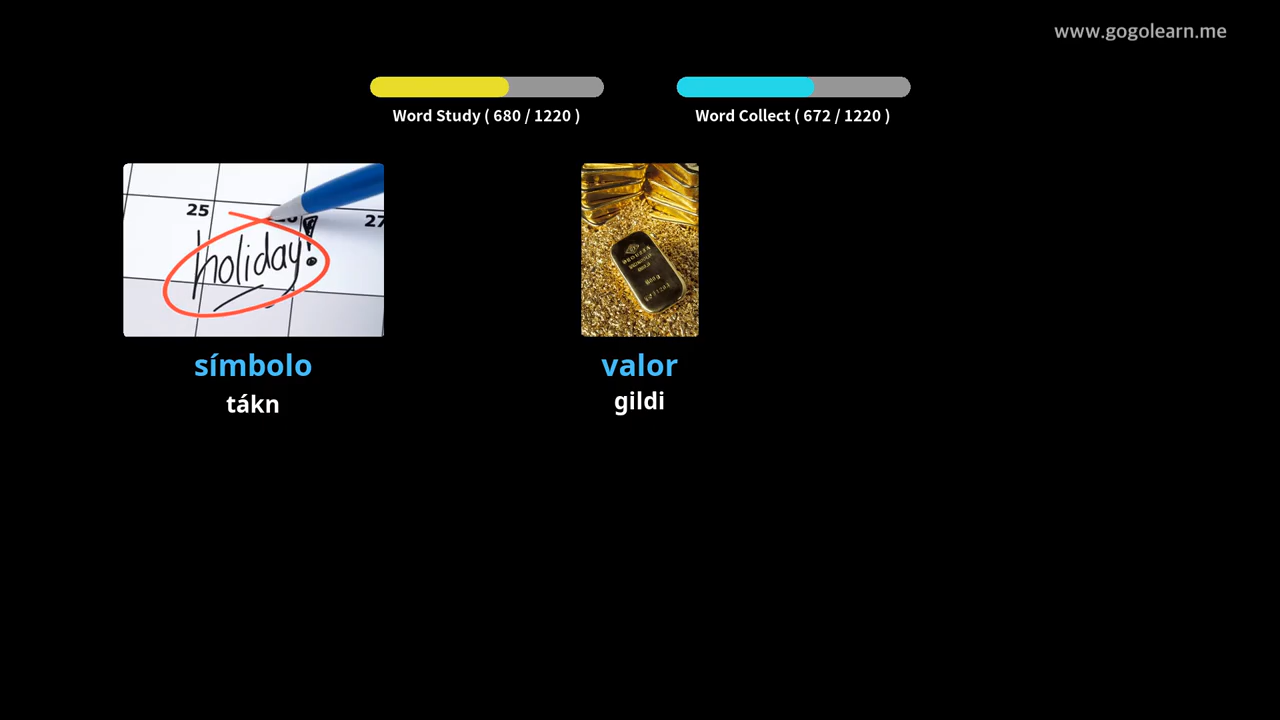 www.gogolearn.me
Word Study ( 680 / 1220 )
Word Collect ( 672 / 1220 )
25
27
holiday!
símbolo
tákn
valor
gildi